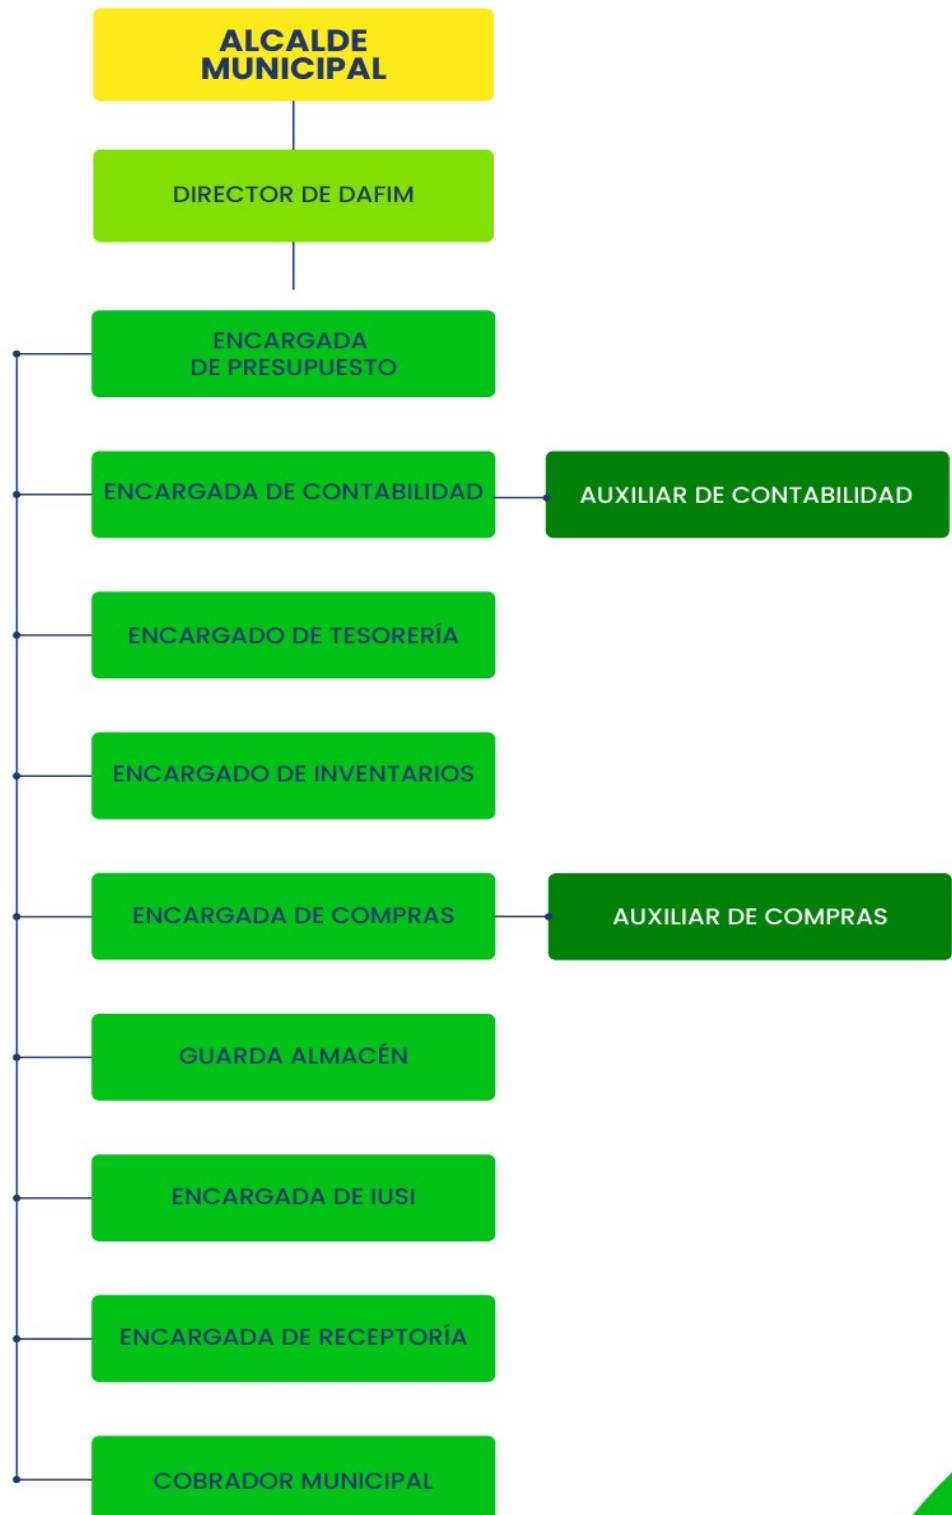 ALCALDE
MUNICIPAL
DIRECTOR DE DAFIM
ENCARGADA
DE PRESUPUESTO
ENCARGADA DE CONTABILIDAD
AUXILIAR DE CONTABILIDAD
ENCARGADO DE TESORERÍA
ENCARGADO DE INVENTARIOS
ENCARGADA DE COMPRAS
AUXILIAR DE COMPRAS
GUARDA ALMACÉN
ENCARGADA DE IUSI
ENCARGADA DE RECEPTORÍA
COBRADOR MUNICIPAL